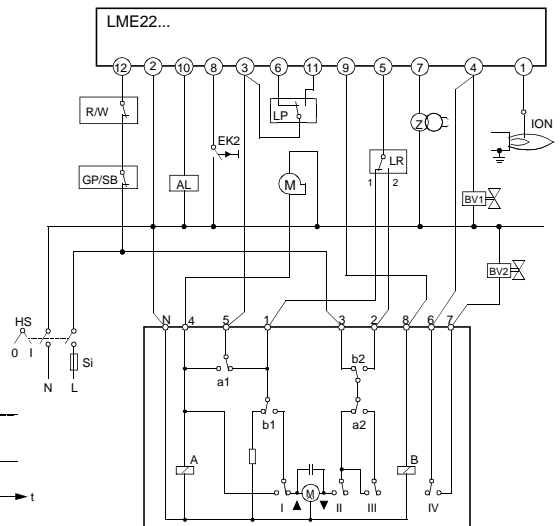 LME22...
12 2 10 8 3 6 11 9 5 7 4 1
R/W
LP
EK2
Z
ION
GP/SB
AL
M
LR
1 2
BV1
BV2
HS
0 I
Si
N L
N 4 5 1 3 2 8 6 7
a1
b2
b1
a2
A
B
M
I II III IV
t